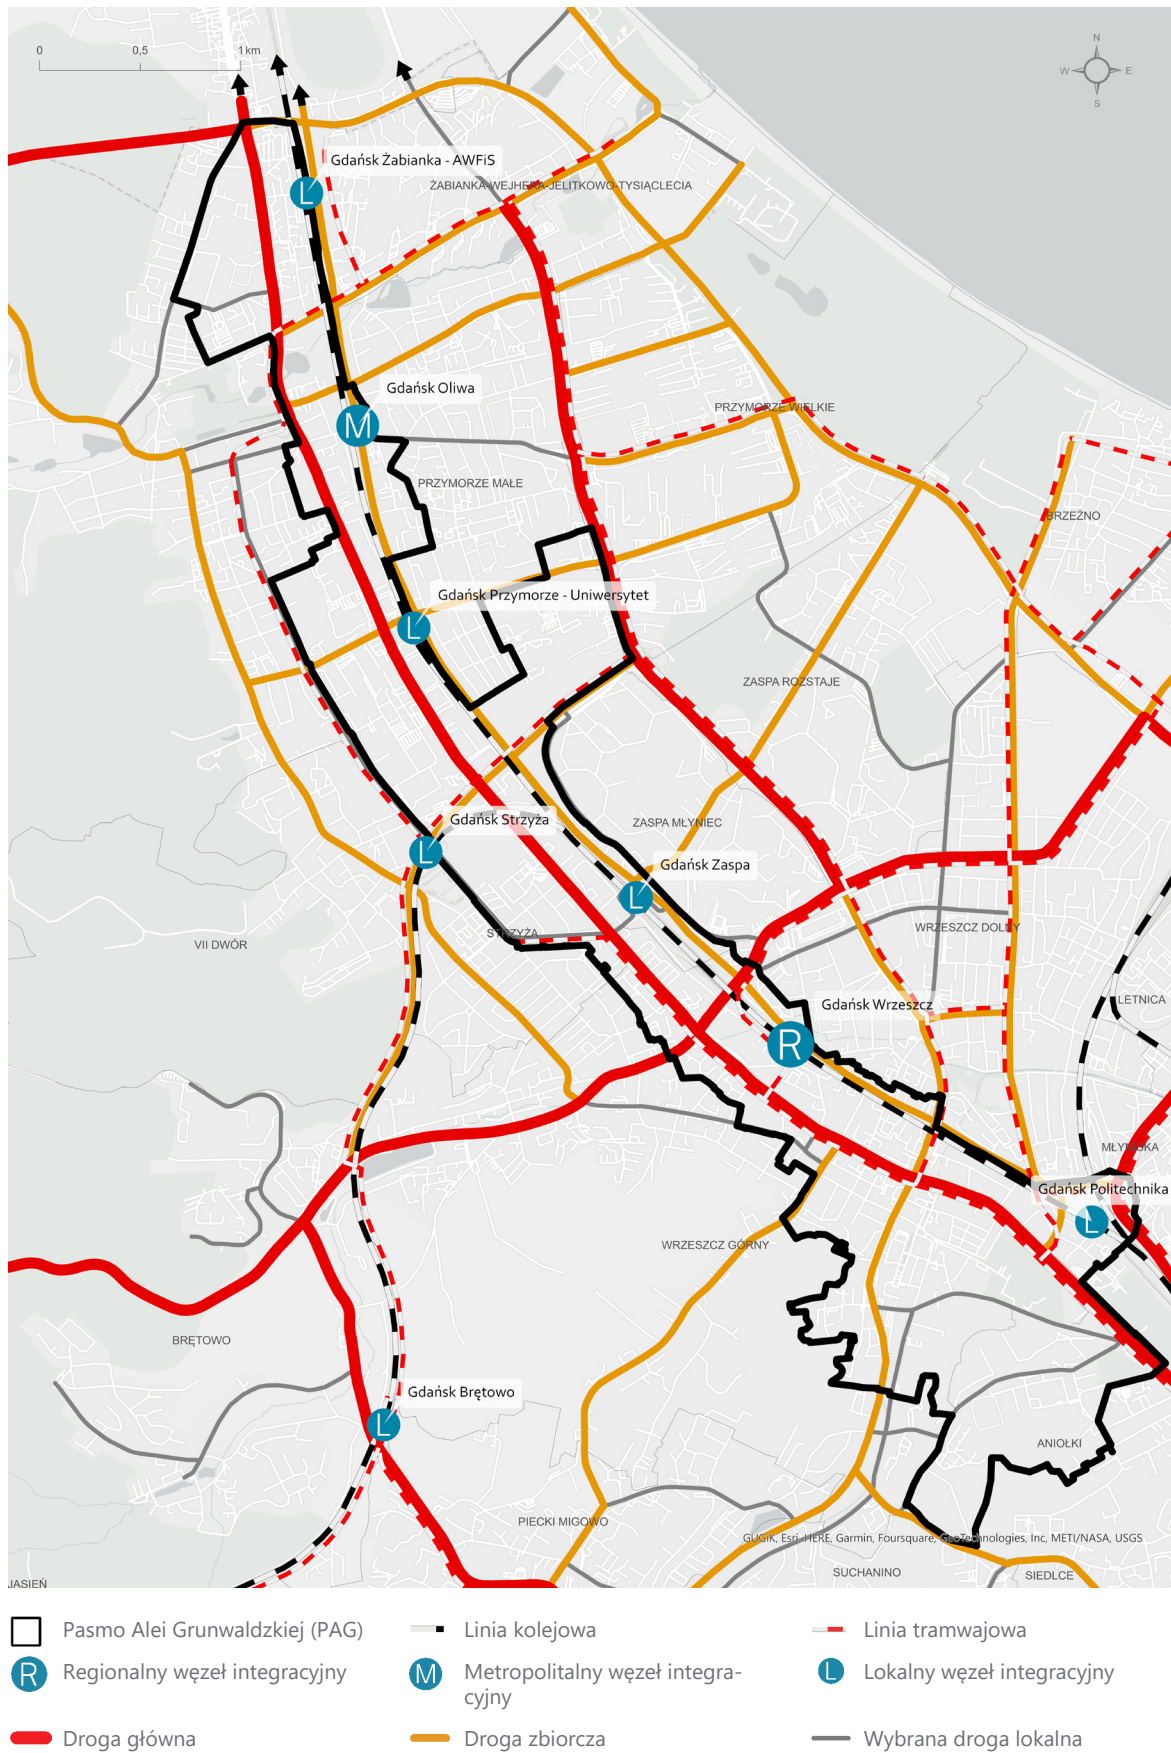 0 0,5 1 km
N
W E
S
Gdańsk Żabianka - AWFiS
L
ŻABIANKA-WEJHERA-JELITKOWO-TYSIĄCLECIA
Gdańsk Oliwa
M
PRZYMORZE WIELKIE
PRZYMORZE MAŁE
BRZEŹNO
Gdańsk Przymorze - Uniwersytet
L
ZASPA ROZSTAJE
Gdańsk Strzyża
L
ZASPA MŁYNIEC
Gdańsk Zaspa
L
STRZYŻA
WRZESZCZ DOLNY
VII DWÓR
LETNICA
Gdańsk Wrzeszcz
R
MŁYNISKA
Gdańsk Politechnika
L
WRZESZCZ GÓRNY
BRĘTOWO
Gdańsk Brętowo
L
ANIOŁKI
PIECKI MIGOWO
GUGiK, Esri, HERE, Garmin, Foursquare, GeoTechnologies, Inc, METI/NASA, USGS
SUCHANINO
SIEDLCE
JASIEŃ
Pasmo Alei Grunwaldzkiej (PAG)
Linia kolejowa
Linia tramwajowa
R Regionalny węzeł integracyjny
M Metropolitalny węzeł integra-
cyjny
L Lokalny węzeł integracyjny
Droga główna
Droga zbiorcza
Wybrana droga lokalna